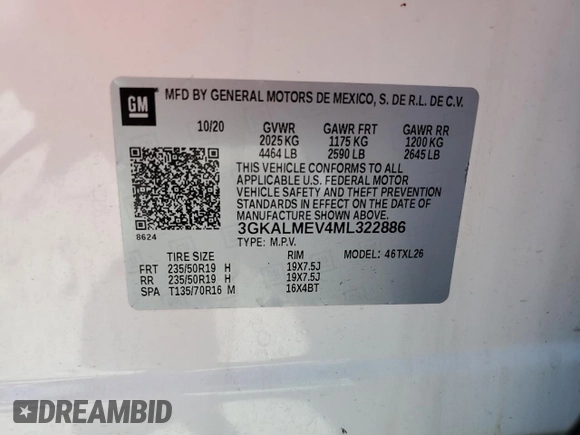 GM
MFD BY GENERAL MOTORS DE MEXICO, S. DE R.L. DE C.V.
10/20 GVWR GAWR FRT GAWR RR
2025 KG 1175 KG 1200 KG
4464 LB 2590 LB 2645 LB
THIS VEHICLE CONFORMS TO ALL
APPLICABLE U.S. FEDERAL MOTOR
VEHICLE SAFETY AND THEFT PREVENTION
STANDARDS IN EFFECT ON THE DATE OF
MANUFACTURE SHOWN ABOVE.
8624 3GKALMEV4ML322886
TYPE: M.P.V. MODEL: 46TXL26
TIRE SIZE RIM
FRT 235/50R19 H 19X7.5J
RR 235/50R19 H 19X7.5J
SPA T135/70R16 M 16X4BT
DREAMBID